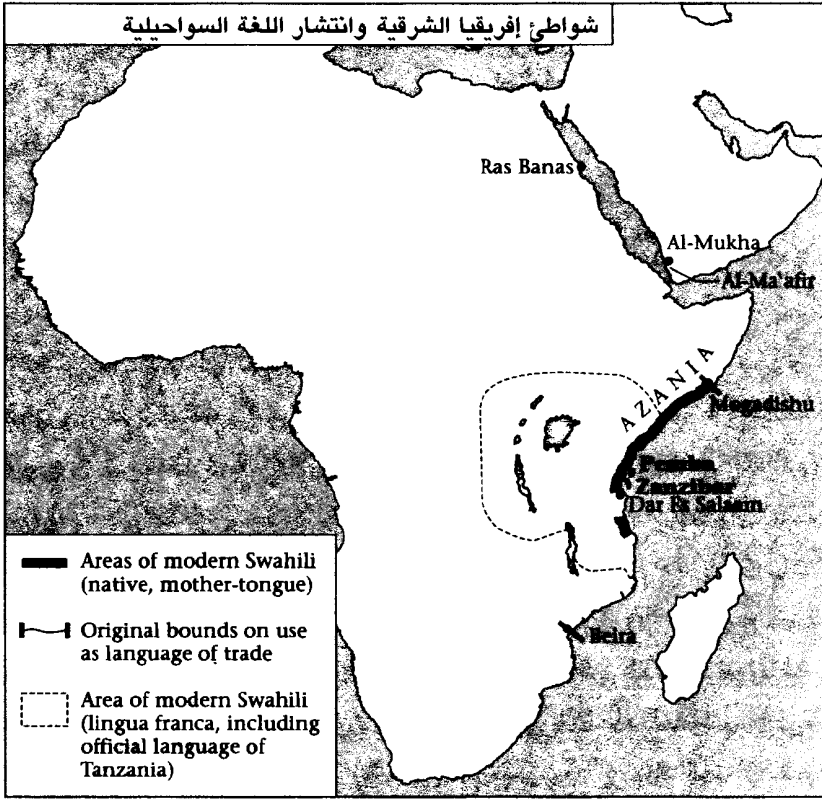 شواطئ إفريقيا الشرقية وانتشار اللغة السواحيلية
Ras Banas
Al-Mukha
Al-Ma'afir
AZANIA
Mogadishu
Pemba
Zanzibar
Dar Es Salaam
Beira
Areas of modern Swahili
(native, mother-tongue)
Original bounds on use
as language of trade
Area of modern Swahili
(lingua franca, including
official language of
Tanzania)